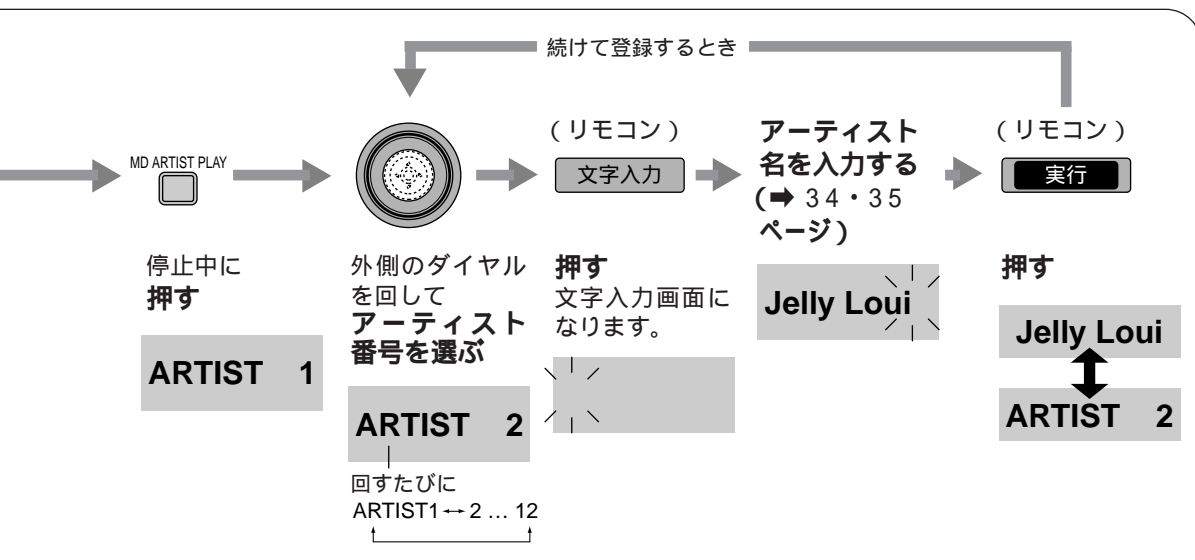 続けて登録するとき
MD ARTIST PLAY
停止中に
押す
ARTIST 1
外側のダイヤル
を回して
アーティスト
番号を選ぶ
ARTIST 2
回すたびに
ARTIST1↔2 … 12
(リモコン)
文字入力
押す
文字入力画面に
なります。
アーティスト
名を入力する
(➡ 34・35
ページ)
Jelly Loui
(リモコン)
実行
押す
Jelly Loui
ARTIST 2